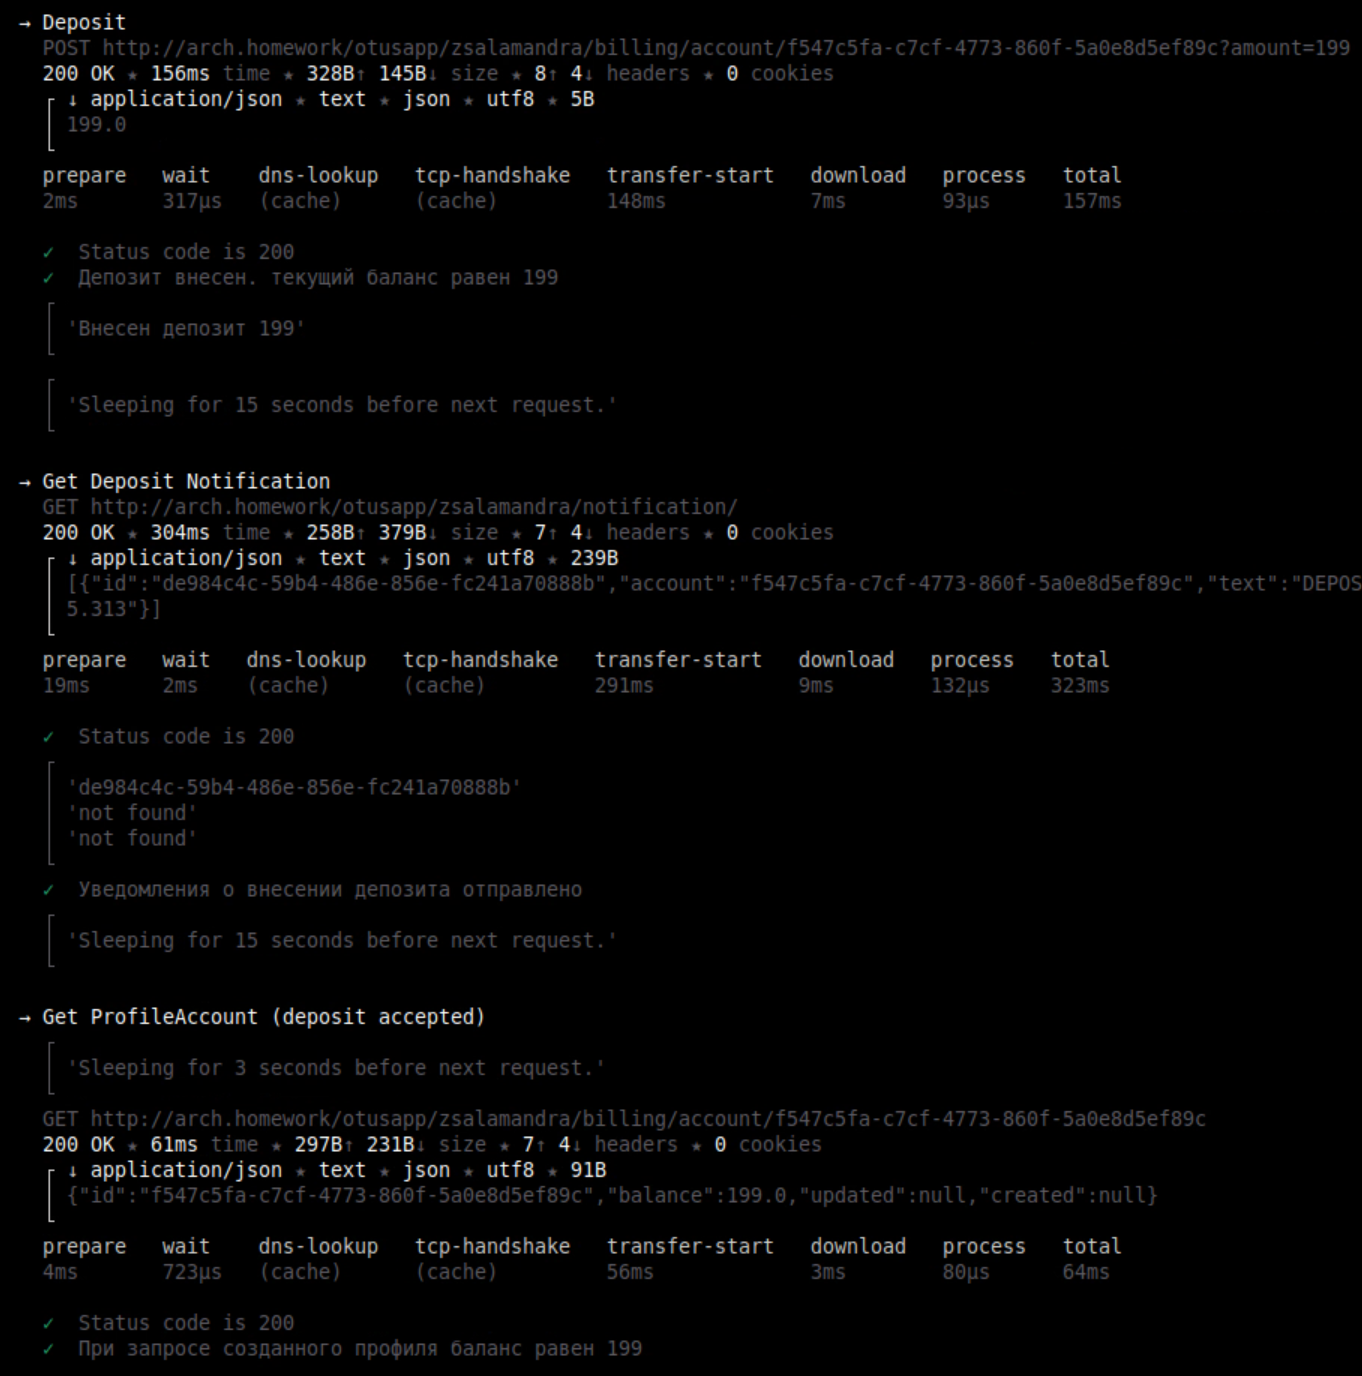 → Deposit
POST http://arch.homework/otusapp/zsalamandra/billing/account/f547c5fa-c7cf-4773-860f-5a0e8d5ef89c?amount=199
200 OK ★ 156ms time ★ 328B↑ 145B↓ size ★ 8↑ 4↓ headers ★ 0 cookies
↓ application/json ★ text ★ json ★ utf8 ★ 5B
199.0
prepare wait dns-lookup tcp-handshake transfer-start download process total
2ms 317µs (cache) (cache) 148ms 7ms 93µs 157ms
✓ Status code is 200
✓ Депозит внесен. текущий баланс равен 199
'Внесен депозит 199'
'Sleeping for 15 seconds before next request.'
→ Get Deposit Notification
GET http://arch.homework/otusapp/zsalamandra/notification/
200 OK ★ 304ms time ★ 258B↑ 379B↓ size ★ 7↑ 4↓ headers ★ 0 cookies
↓ application/json ★ text ★ json ★ utf8 ★ 239B
[{"id":"de984c4c-59b4-486e-856e-fc241a70888b","account":"f547c5fa-c7cf-4773-860f-5a0e8d5ef89c","text":"DEPOS
5.313"}]
prepare wait dns-lookup tcp-handshake transfer-start download process total
19ms 2ms (cache) (cache) 291ms 9ms 132µs 323ms
✓ Status code is 200
'de984c4c-59b4-486e-856e-fc241a70888b'
'not found'
'not found'
✓ Уведомления о внесении депозита отправлено
'Sleeping for 15 seconds before next request.'
→ Get ProfileAccount (deposit accepted)
'Sleeping for 3 seconds before next request.'
GET http://arch.homework/otusapp/zsalamandra/billing/account/f547c5fa-c7cf-4773-860f-5a0e8d5ef89c
200 OK ★ 61ms time ★ 297B↑ 231B↓ size ★ 7↑ 4↓ headers ★ 0 cookies
↓ application/json ★ text ★ json ★ utf8 ★ 91B
{"id":"f547c5fa-c7cf-4773-860f-5a0e8d5ef89c","balance":199.0,"updated":null,"created":null}
prepare wait dns-lookup tcp-handshake transfer-start download process total
4ms 723µs (cache) (cache) 56ms 3ms 80µs 64ms
✓ Status code is 200
✓ При запросе созданного профиля баланс равен 199